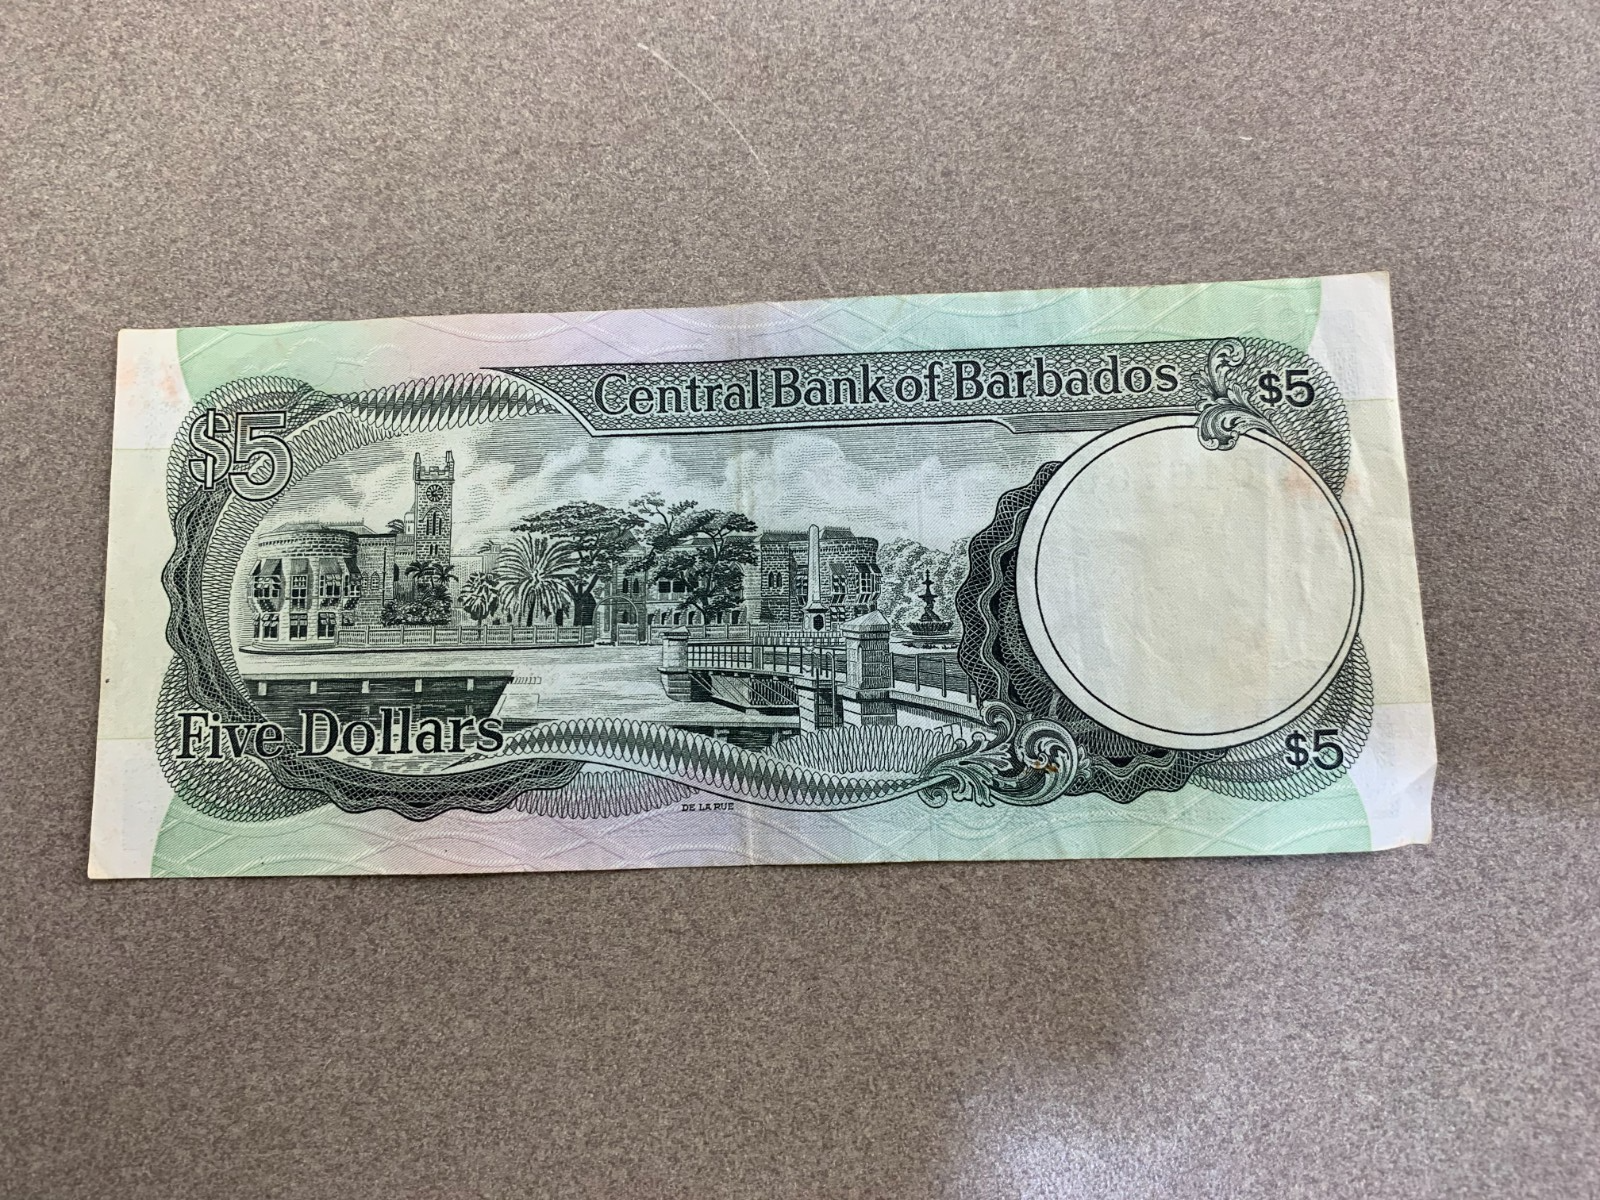 Central Bank of Barbados
$5
$5
Five Dollars
$5
DE LA RUE